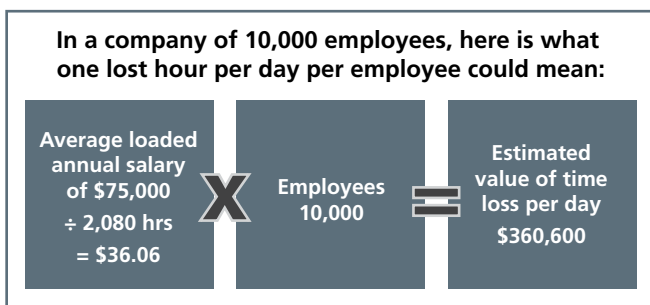 In a company of 10,000 employees, here is what
one lost hour per day per employee could mean:
Average loaded
annual salary
of $75,000
÷ 2,080 hrs
= $36.06
X
Employees
10,000
=
Estimated
value of time
loss per day
$360,600